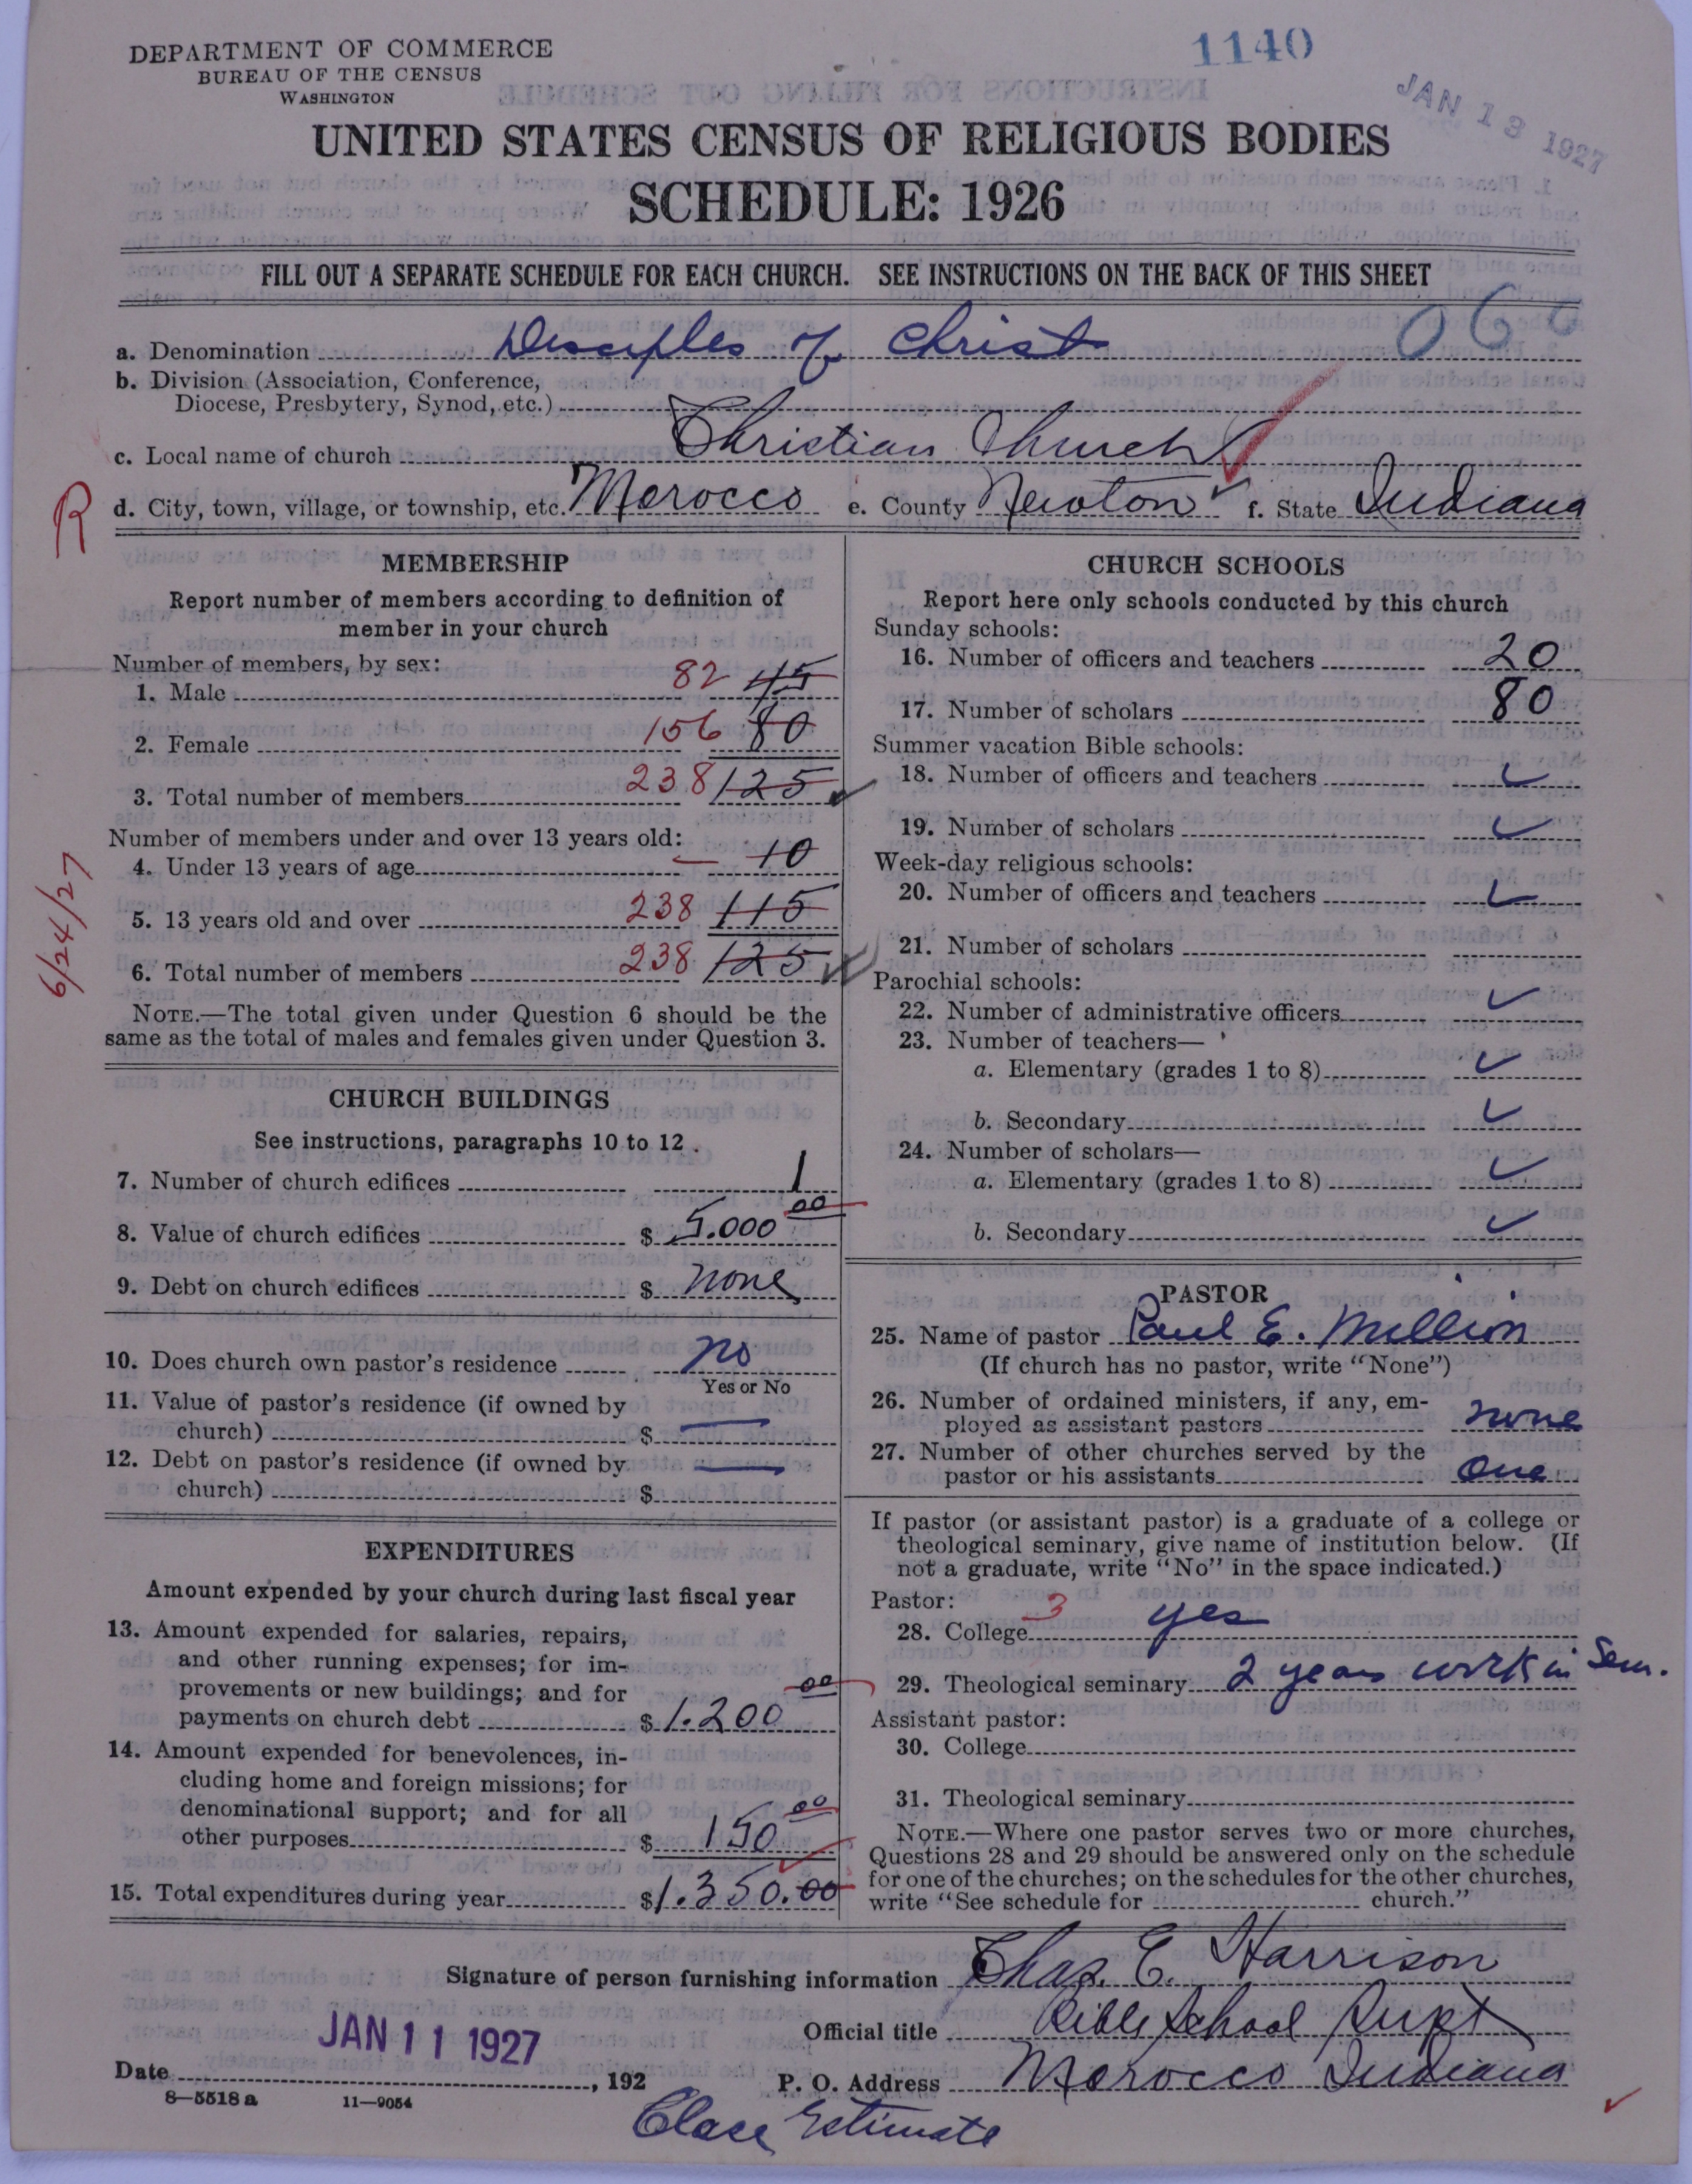 DEPARTMENT OF COMMERCE
BUREAU OF THE CENSUS
WASHINGTON
1140
JAN 13 1927
UNITED STATES CENSUS OF RELIGIOUS BODIES
SCHEDULE: 1926
FILL OUT A SEPARATE SCHEDULE FOR EACH CHURCH. SEE INSTRUCTIONS ON THE BACK OF THIS SHEET
a. Denomination Disciples of Christ
b. Division (Association, Conference,
Diocese, Presbytery, Synod, etc.)
c. Local name of church Christian Church
R
d. City, town, village, or township, etc. Morocco e. County Newton f. State Indiana
MEMBERSHIP
Report number of members according to definition of
member in your church
Number of members, by sex:
1. Male 82 45
2. Female 156 80
3. Total number of members 238 125
Number of members under and over 13 years old:
4. Under 13 years of age — 10
5. 13 years old and over 238 115
6. Total number of members 238 125
6/24/27
NOTE.—The total given under Question 6 should be the
same as the total of males and females given under Question 3.
CHURCH BUILDINGS
See instructions, paragraphs 10 to 12.
7. Number of church edifices 1
8. Value of church edifices $ 5.000 00
9. Debt on church edifices $ none
10. Does church own pastor's residence no
Yes or No
11. Value of pastor's residence (if owned by
church) $ —
12. Debt on pastor's residence (if owned by
church) $ —
EXPENDITURES
Amount expended by your church during last fiscal year
13. Amount expended for salaries, repairs,
and other running expenses; for im-
provements or new buildings; and for
payments on church debt $ 1.200 00
14. Amount expended for benevolences, in-
cluding home and foreign missions; for
denominational support; and for all
other purposes $ 150 00
15. Total expenditures during year $ 1.350.00
CHURCH SCHOOLS
Report here only schools conducted by this church
Sunday schools:
16. Number of officers and teachers 20
17. Number of scholars 80
Summer vacation Bible schools:
18. Number of officers and teachers ✓
19. Number of scholars ✓
Week-day religious schools:
20. Number of officers and teachers ✓
21. Number of scholars
Parochial schools:
22. Number of administrative officers ✓
23. Number of teachers—
a. Elementary (grades 1 to 8) ✓
b. Secondary ✓
24. Number of scholars—
a. Elementary (grades 1 to 8) ✓
b. Secondary ✓
PASTOR
25. Name of pastor Paul E. Million
(If church has no pastor, write "None")
26. Number of ordained ministers, if any, em-
ployed as assistant pastors none
27. Number of other churches served by the
pastor or his assistants one
If pastor (or assistant pastor) is a graduate of a college or
theological seminary, give name of institution below. (If
not a graduate, write "No" in the space indicated.)
Pastor:
28. College 3 yes
29. Theological seminary 2 years work in Sem.
Assistant pastor:
30. College
31. Theological seminary
NOTE.—Where one pastor serves two or more churches,
Questions 28 and 29 should be answered only on the schedule
for one of the churches; on the schedules for the other churches,
write "See schedule for church."
Signature of person furnishing information Chas. E. Harrison
Official title Bible School Supt
JAN 11 1927
Date , 192
P. O. Address Morocco Indiana
8—5518 a 11—9054
Close Estimate